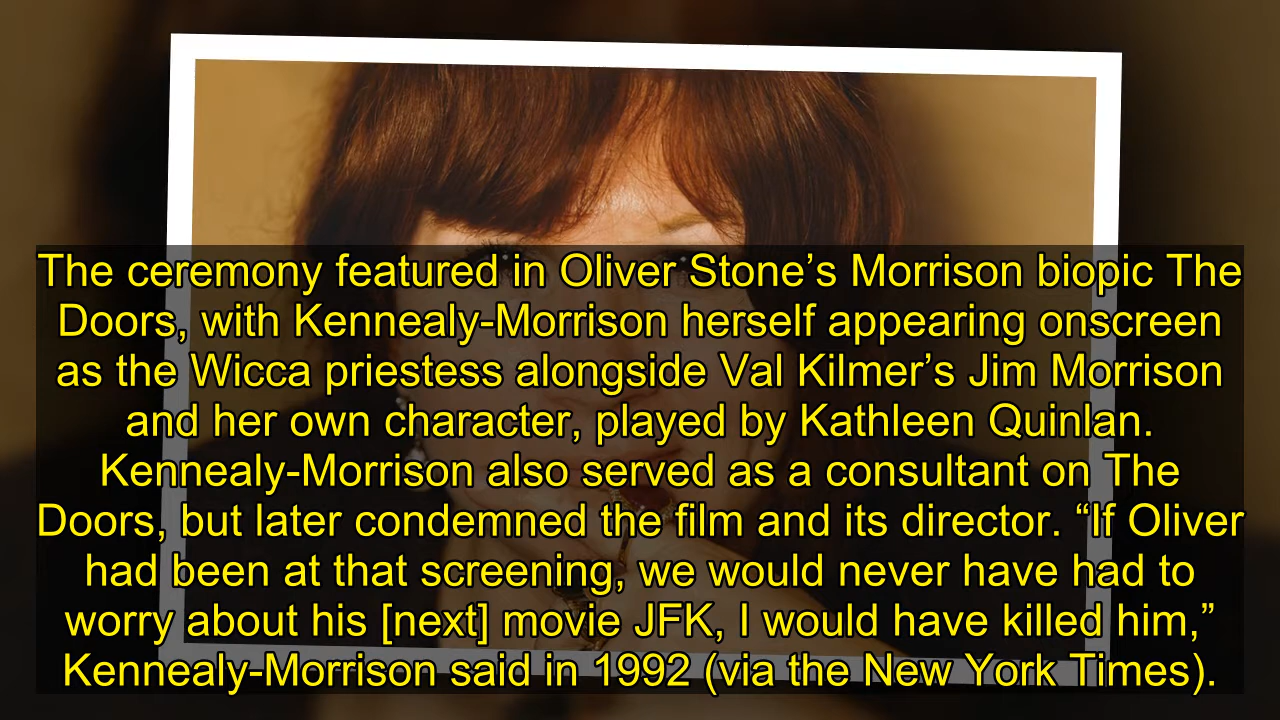 The ceremony featured in Oliver Stone’s Morrison biopic The
Doors, with Kennealy-Morrison herself appearing onscreen
as the Wicca priestess alongside Val Kilmer’s Jim Morrison
and her own character, played by Kathleen Quinlan.
Kennealy-Morrison also served as a consultant on The
Doors, but later condemned the film and its director. “If Oliver
had been at that screening, we would never have had to
worry about his [next] movie JFK, I would have killed him,”
Kennealy-Morrison said in 1992 (via the New York Times).